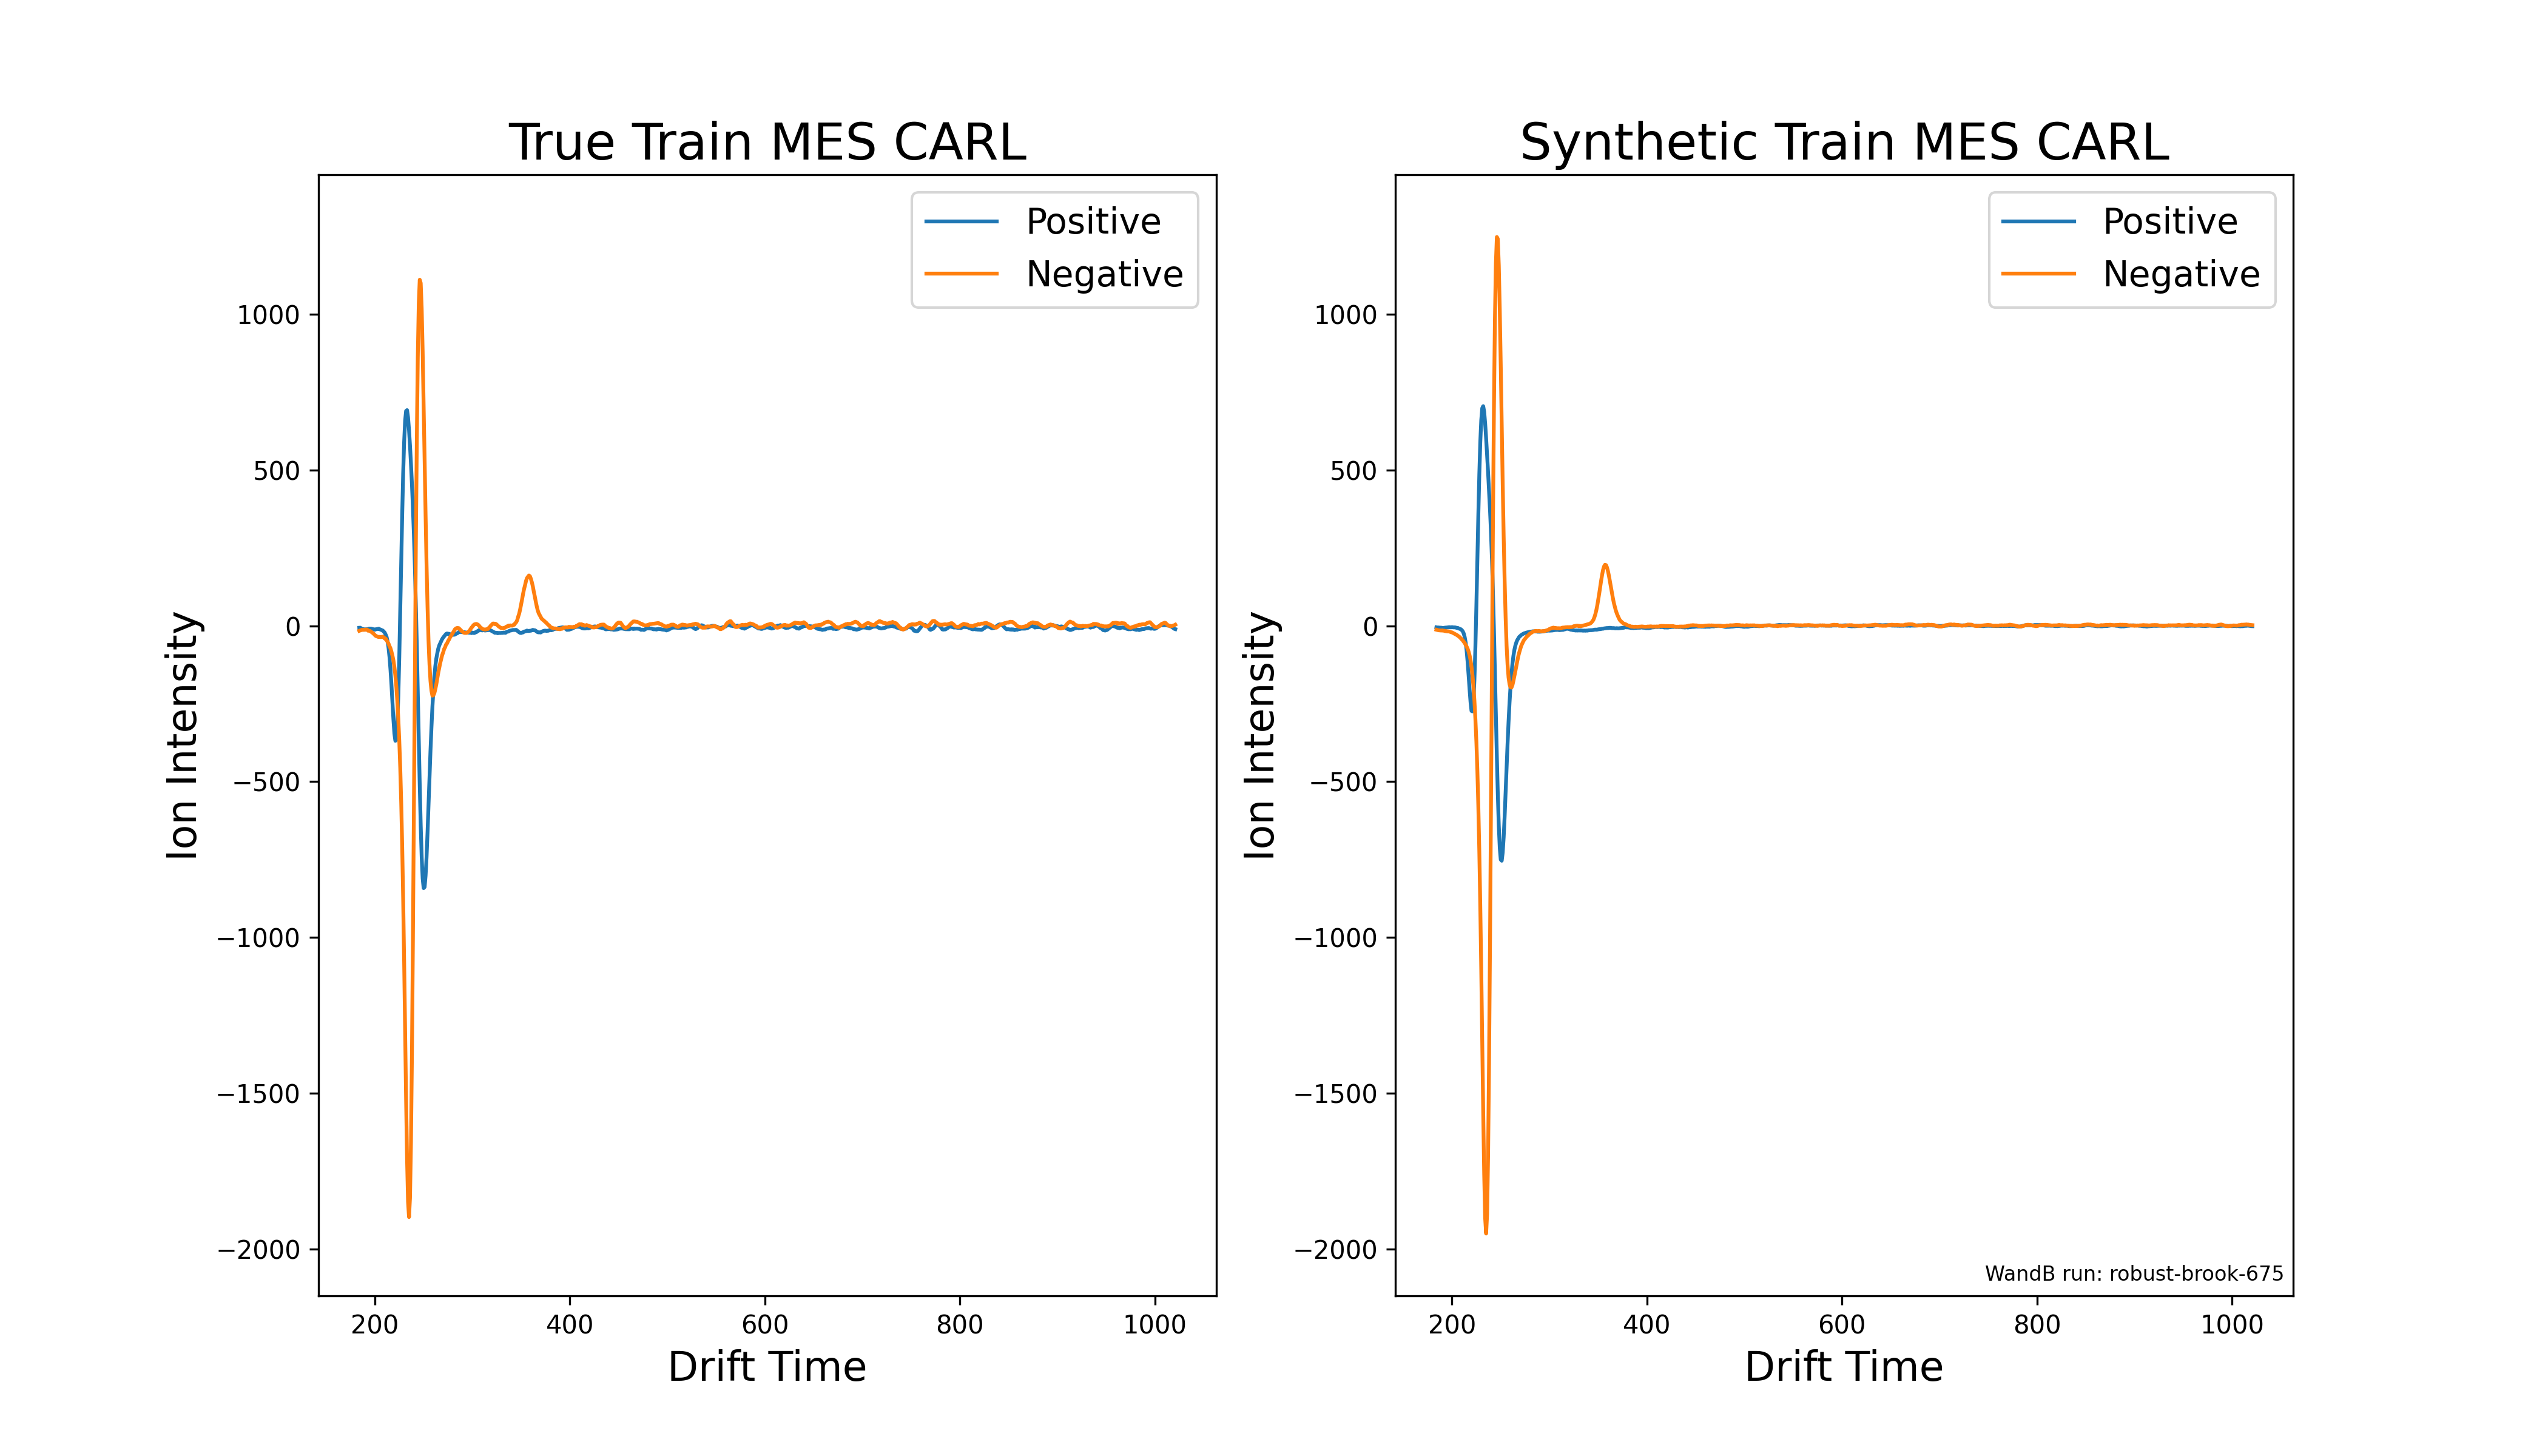 True Train MES CARL
Positive
Negative
1000
500
0
−500
−1000
−1500
−2000
Ion Intensity
200 400 600 800 1000
Drift Time
Synthetic Train MES CARL
Positive
Negative
1000
500
0
−500
−1000
−1500
−2000
Ion Intensity
WandB run: robust-brook-675
200 400 600 800 1000
Drift Time